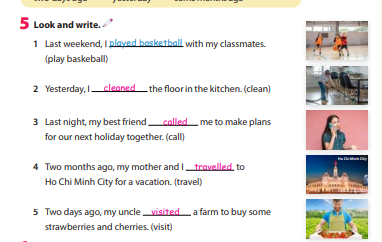 5 Look and write.
1 Last weekend, I played basketball with my classmates.
(play baskeball)
2 Yesterday, I cleaned the floor in the kitchen. (clean)
3 Last night, my best friend called me to make plans
for our next holiday together. (call)
4 Two months ago, my mother and I travelled to
Ho Chi Minh City for a vacation. (travel)
5 Two days ago, my uncle visited a farm to buy some
strawberries and cherries. (visit)
Ho Chi Minh City